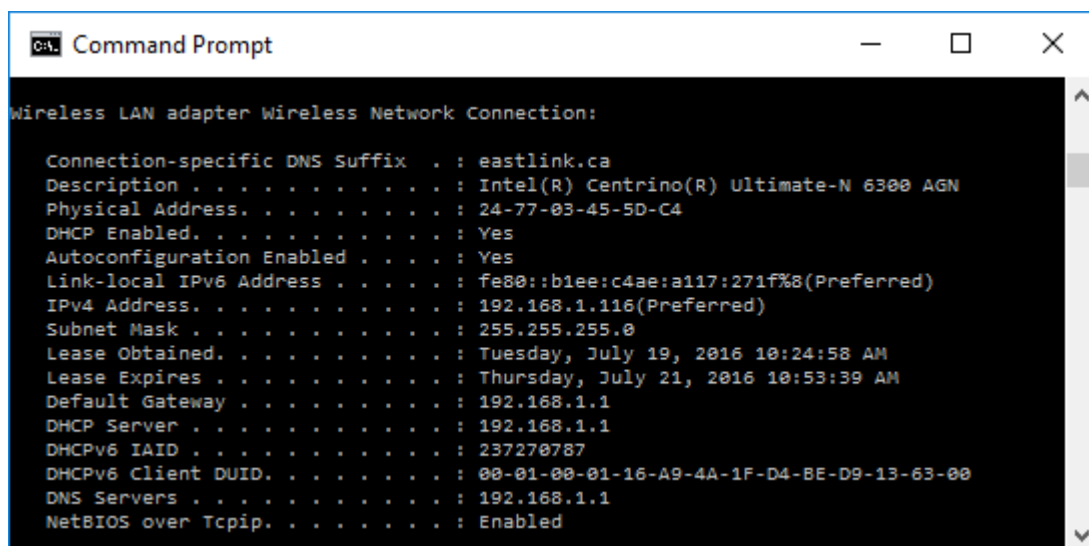 Command Prompt
Wireless LAN adapter Wireless Network Connection:
Connection-specific DNS Suffix  . : eastlink.ca
Description . . . . . . . . . . . : Intel(R) Centrino(R) Ultimate-N 6300 AGN
Physical Address. . . . . . . . . : 24-77-03-45-5D-C4
DHCP Enabled. . . . . . . . . . . : Yes
Autoconfiguration Enabled . . . . : Yes
Link-local IPv6 Address . . . . . : fe80::b1ee:c4ae:a117:271f%8(Preferred)
IPv4 Address. . . . . . . . . . . : 192.168.1.116(Preferred)
Subnet Mask . . . . . . . . . . . : 255.255.255.0
Lease Obtained. . . . . . . . . . : Tuesday, July 19, 2016 10:24:58 AM
Lease Expires . . . . . . . . . . : Thursday, July 21, 2016 10:53:39 AM
Default Gateway . . . . . . . . . : 192.168.1.1
DHCP Server . . . . . . . . . . . : 192.168.1.1
DHCPv6 IAID . . . . . . . . . . . : 237270787
DHCPv6 Client DUID. . . . . . . . : 00-01-00-01-16-A9-4A-1F-D4-BE-D9-13-63-00
DNS Servers . . . . . . . . . . . : 192.168.1.1
NetBIOS over Tcpip. . . . . . . . : Enabled